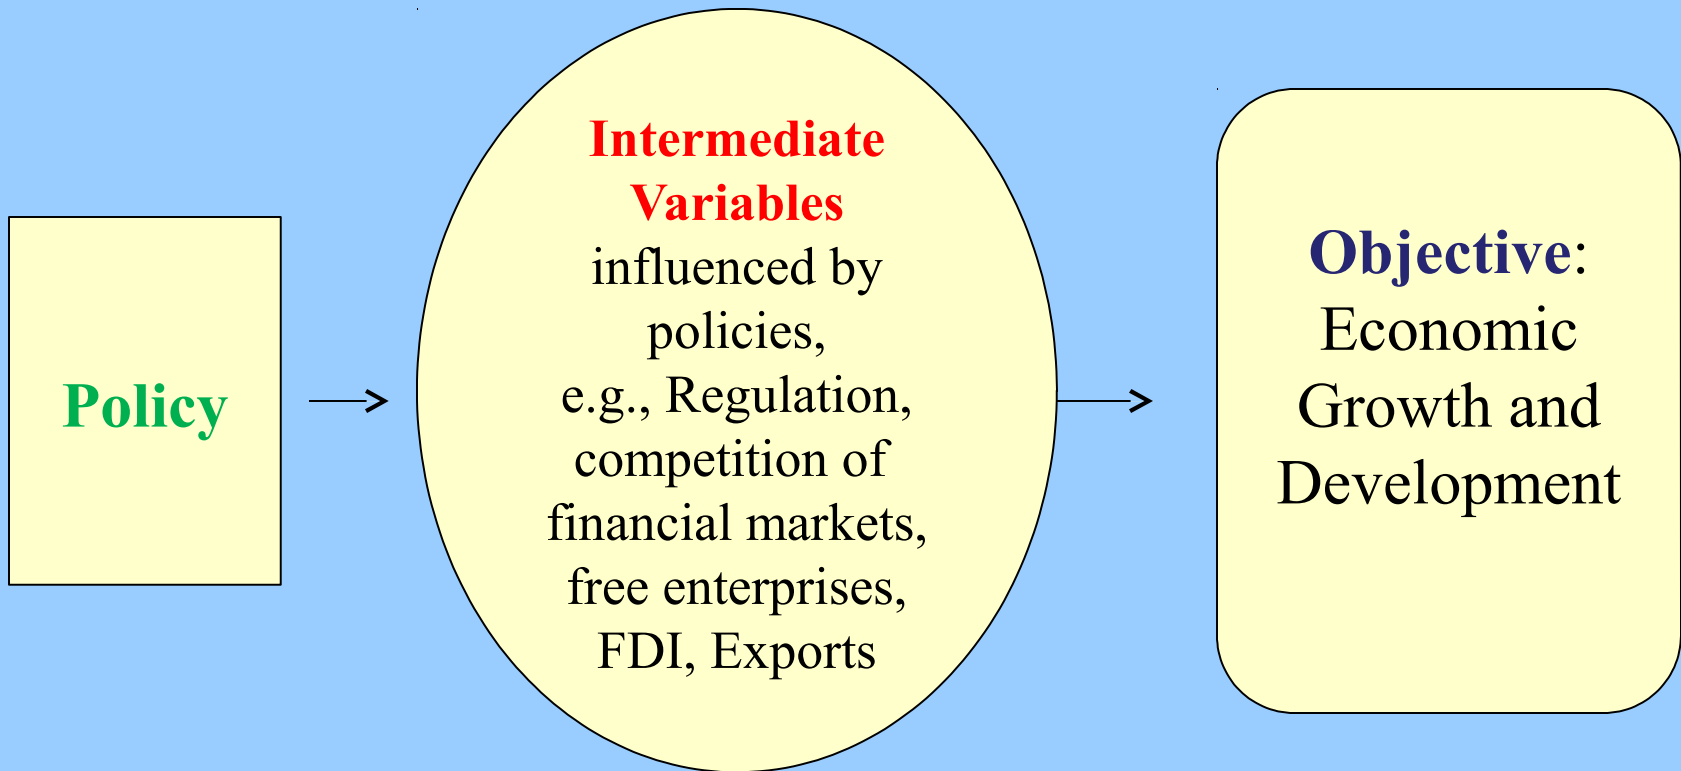 Policy
Intermediate
Variables
influenced by
policies,
e.g., Regulation,
competition of
financial markets,
free enterprises,
FDI, Exports
Objective:
Economic
Growth and
Development